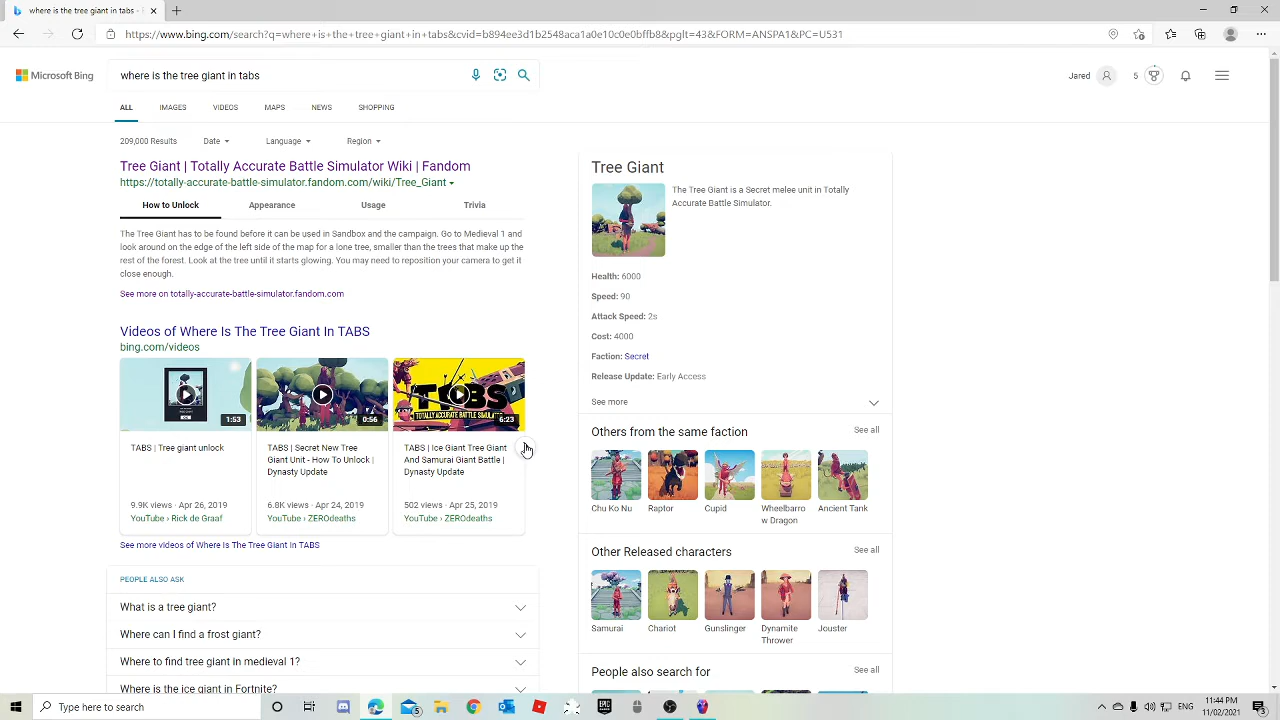 where is the tree giant in tabs -
https://www.bing.com/search?q=where+is+the+tree+giant+in+tabs&cvid=b894ee3d1b2548aca1a0e10c0e0bffb8&pglt=43&FORM=ANSPA1&PC=U531
Microsoft Bing
where is the tree giant in tabs
Jared
5
ALL IMAGES VIDEOS MAPS NEWS SHOPPING
209,000 Results Date Language Region
Tree Giant | Totally Accurate Battle Simulator Wiki | Fandom
https://totally-accurate-battle-simulator.fandom.com/wiki/Tree_Giant
How to Unlock Appearance Usage Trivia
The Tree Giant has to be found before it can be used in Sandbox and the campaign. Go to Medieval 1 and
look around on the edge of the left side of the map for a lone tree, smaller than the trees that make up the
rest of the forest. Look at the tree until it starts glowing. You may need to reposition your camera to get it
close enough.
See more on totally-accurate-battle-simulator.fandom.com
Videos of Where Is The Tree Giant In TABS
bing.com/videos
1:53
TABS | Tree giant unlock
9.9K views · Apr 26, 2019
YouTube › Rick de Graaf
0:56
TABS | Secret New Tree
Giant Unit - How To Unlock |
Dynasty Update
6.8K views · Apr 24, 2019
YouTube › ZEROdeaths
TABS
TOTALLY ACCURATE BATTLE SIMULATOR
6:23
TABS | Ice Giant Tree Giant
And Samurai Giant Battle |
Dynasty Update
502 views · Apr 25, 2019
YouTube › ZEROdeaths
See more videos of Where Is The Tree Giant In TABS
PEOPLE ALSO ASK
What is a tree giant?
Where can I find a frost giant?
Where to find tree giant in medieval 1?
Where is the ice giant in Fortnite?
Tree Giant
The Tree Giant is a Secret melee unit in Totally
Accurate Battle Simulator.
Health: 6000
Speed: 90
Attack Speed: 2s
Cost: 4000
Faction: Secret
Release Update: Early Access
See more
Others from the same faction
See all
Chu Ko Nu
Raptor
Cupid
Wheelbarro
w Dragon
Ancient Tank
Other Released characters
See all
Samurai
Chariot
Gunslinger
Dynamite
Thrower
Jouster
People also search for
See all
Type here to search
5
EPIC
ENG
11:44 PM
11/02/2021
3